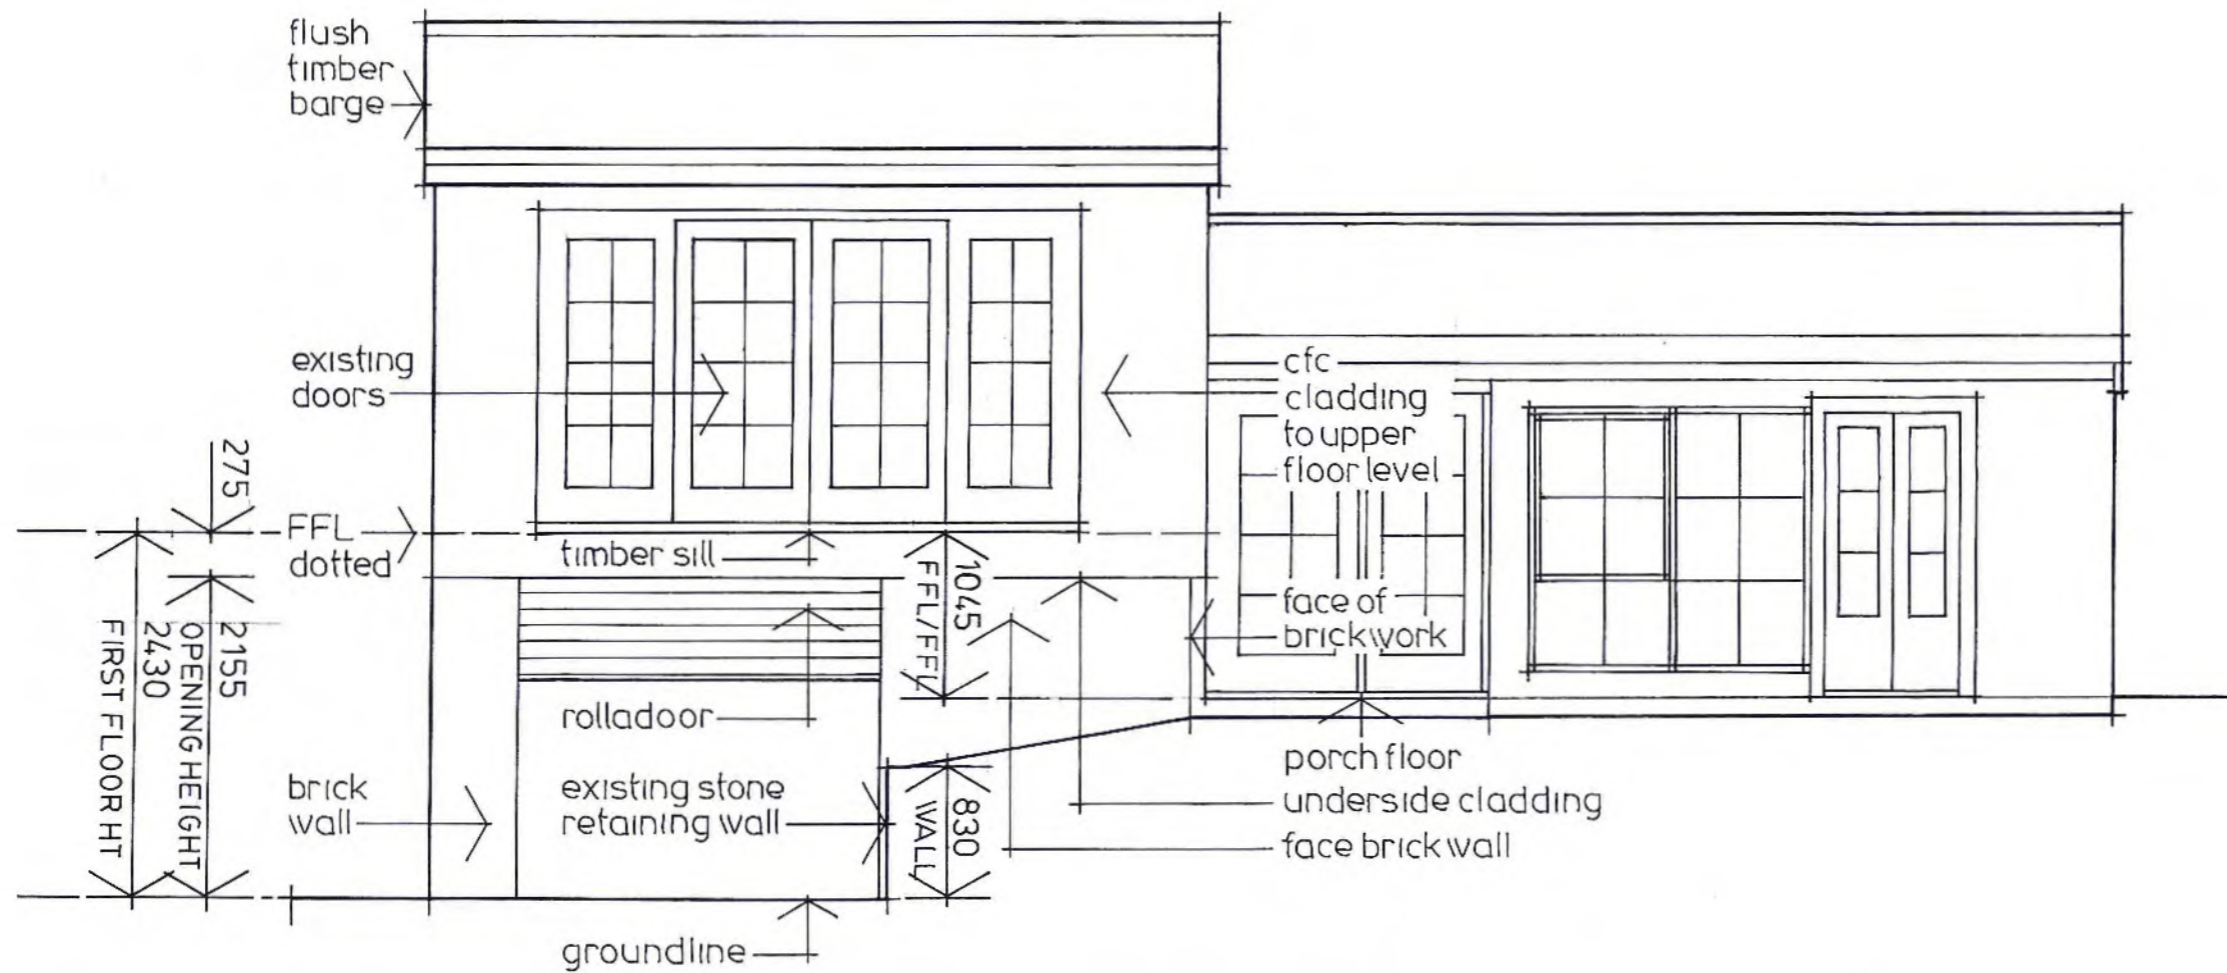 flush
timber
barge
existing
doors
cfc
cladding
to upper
floor level
275
FFL
dotted
timber sill
1045
FFL/FFL
face of
brickwork
2155
OPENING HEIGHT
2430
FIRST FLOOR HT
rolladoor
brick
wall
existing stone
retaining wall
830
WALL
porch floor
underside cladding
face brick wall
groundline